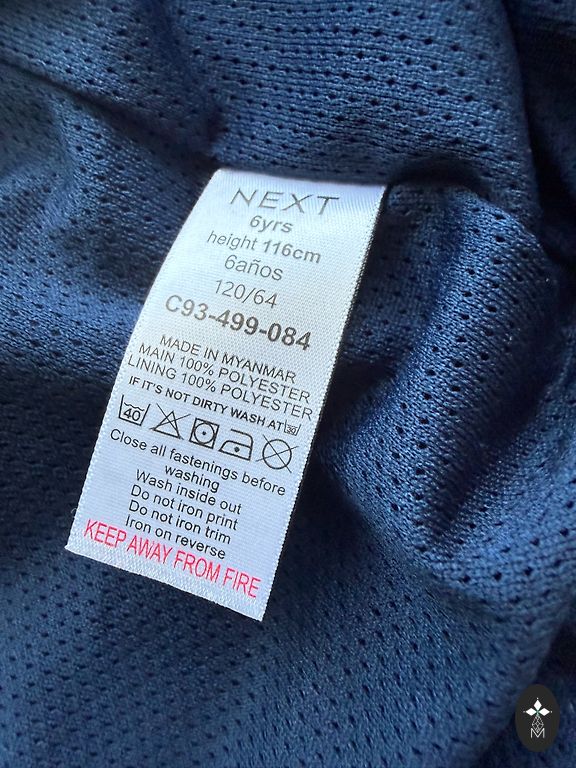 NEXT
6yrs
height 116cm
6años
120/64
C93-499-084
MADE IN MYANMAR
MAIN 100% POLYESTER
LINING 100% POLYESTER
IF IT'S NOT DIRTY WASH AT 30
40
Close all fastenings before
washing
Wash inside out
Do not iron print
Do not iron trim
Iron on reverse
KEEP AWAY FROM FIRE
M